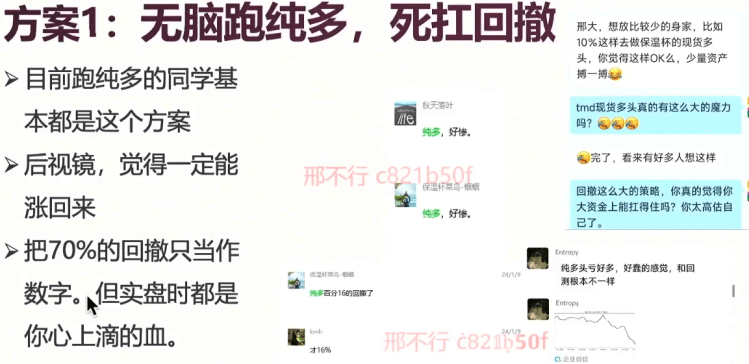 方案1：无脑跑纯多，死扛回撤
➢目前跑纯多的同学基
本都是这个方案
➢后视镜，觉得一定能
涨回来
➢把70%的回撤只当作
数字。但实盘时都是
你心上滴的血。
秋天落叶
life
纯多，好惨。
邢不行 c821b50f
保温杯菜鸟-蝈蝈
纯多，好惨。
保温杯菜鸟-蝈蝈
24/1/9
纯多百分16的回撤了
kmh
24/1/9
才16%
邢不行 c821b50f
邢大，想放比较少的身家，比如
10%这样去做保温杯的现货多
头，你觉得这样OK么，少量资产
搏一搏😂
tmd现货多头真的有这么大的魔力
吗？🤣🤣🤣
🤣完了，看来有好多人想这样
回撤这么大的策略，你真的觉得你
大资金上能扛得住吗？你太高估自
己了。
Entropy
纯多头亏好多，好蠢的感觉，和回
测根本不一样
Entropy
企业微信